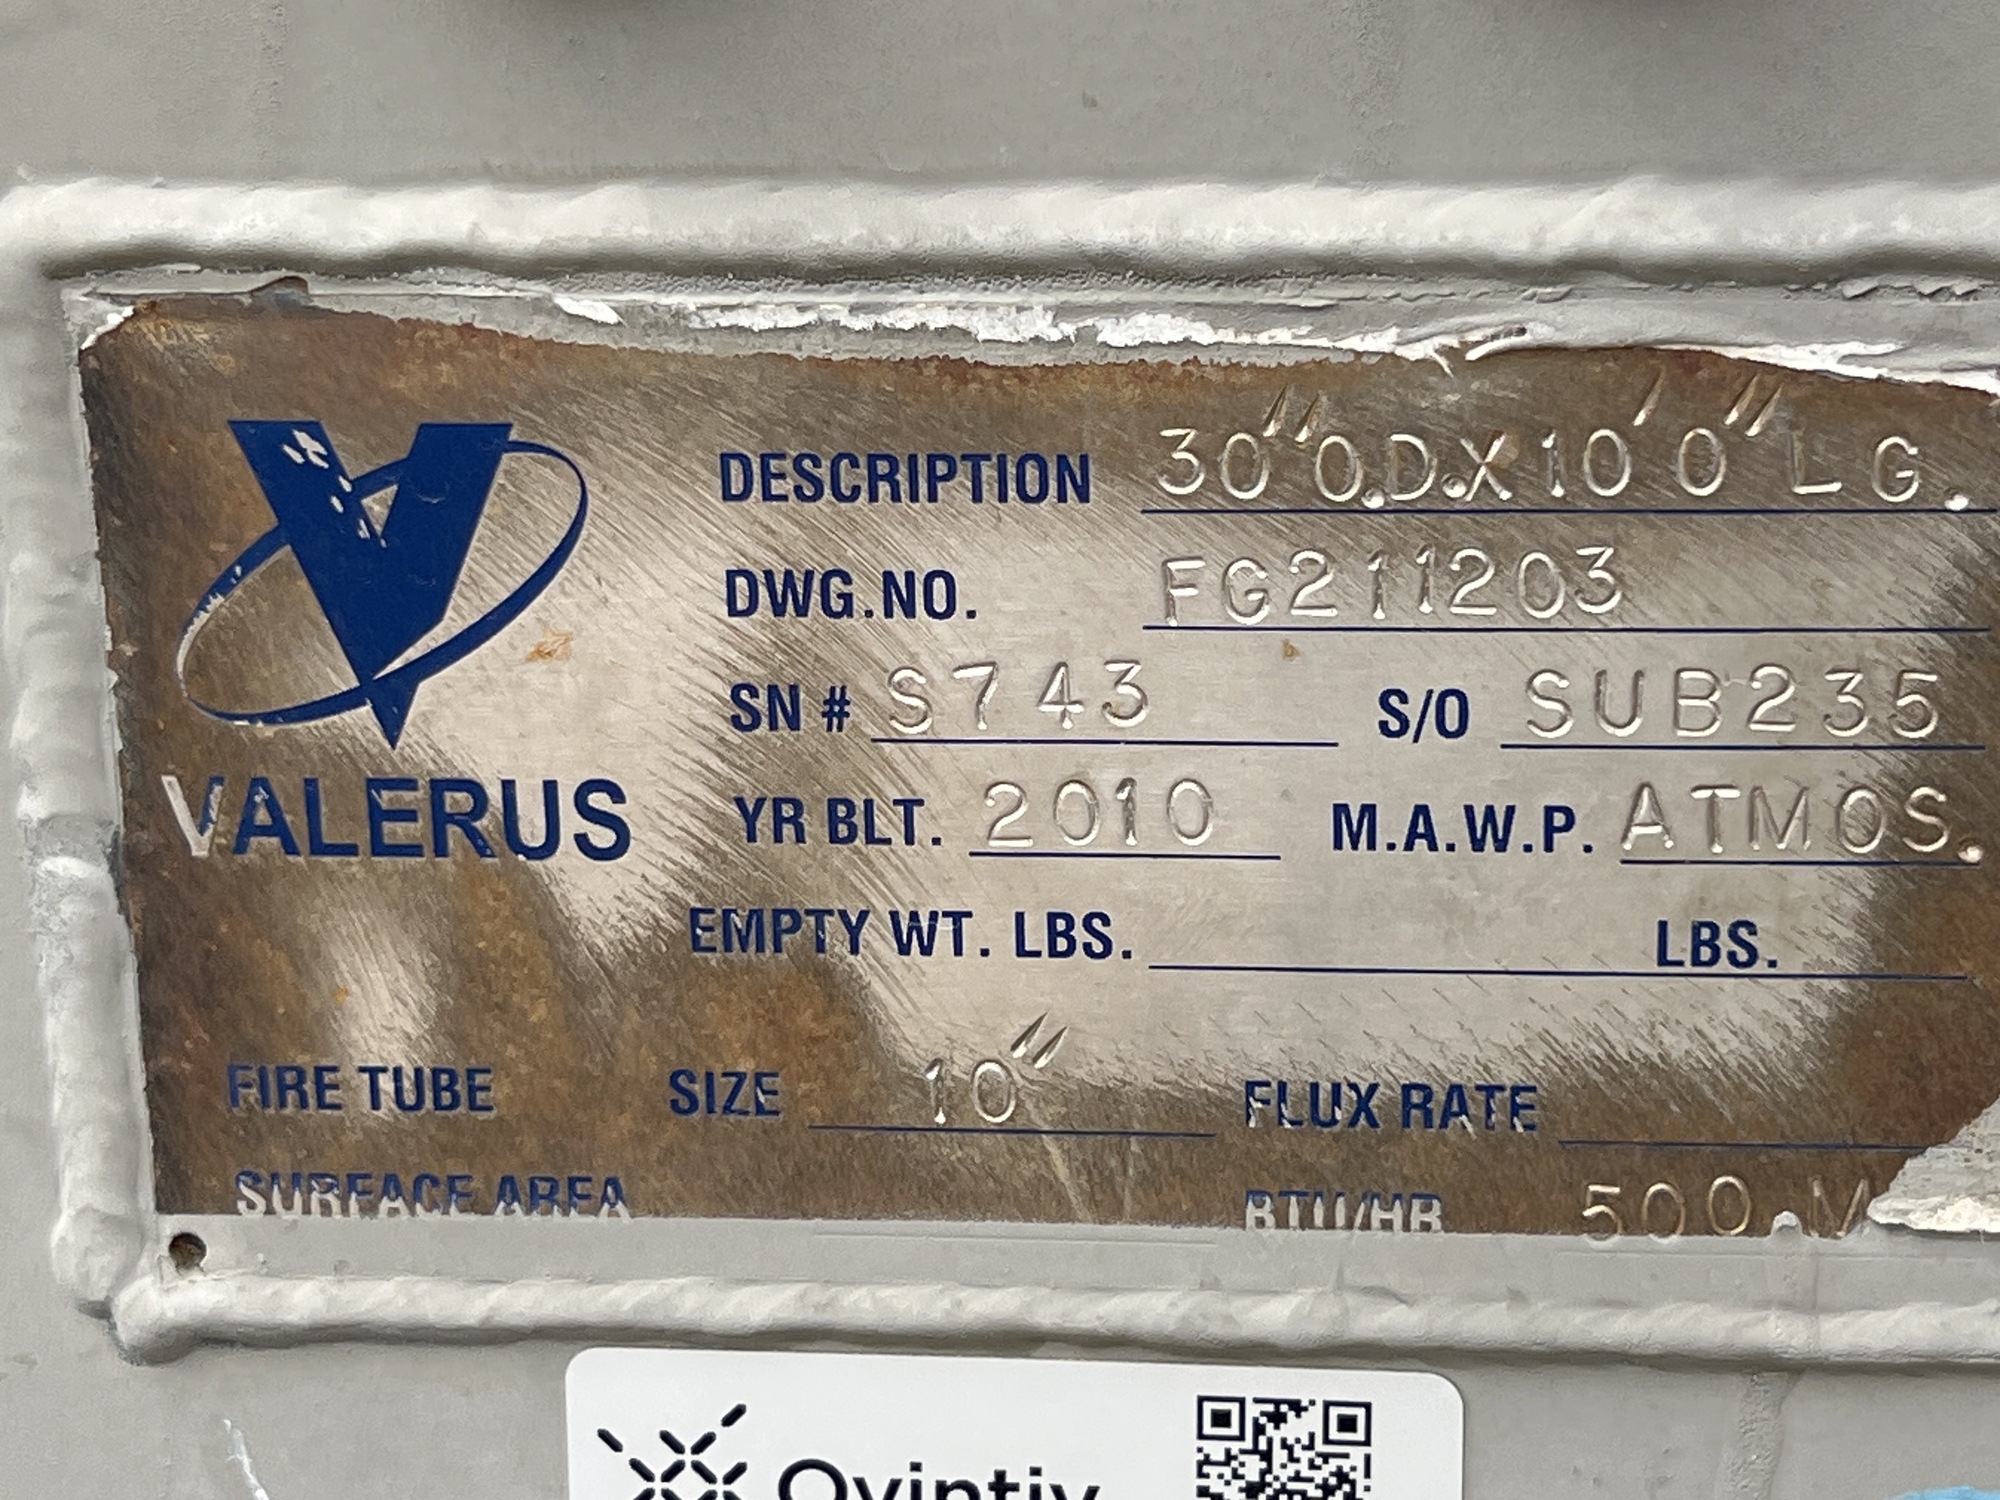 DESCRIPTION 30" O.D. X 10' 0" LG.
DWG.NO. FG211203
SN # S743 S/O SUB235
VALERUS
YR BLT. 2010 M.A.W.P. ATMOS.
EMPTY WT. LBS. LBS.
FIRE TUBE SIZE 10" FLUX RATE
SURFACE AREA BTU/HR 500 M
Ovintiv